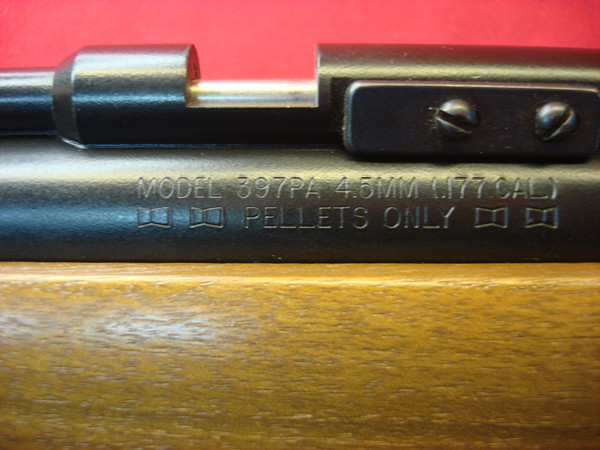 MODEL 397PA 4.5MM (.177 CAL)
PELLETS ONLY